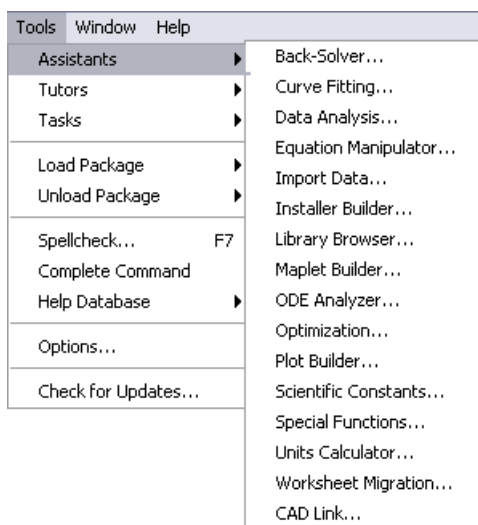 Tools Window Help
Assistants
Tutors
Tasks
Load Package
Unload Package
Spellcheck... F7
Complete Command
Help Database
Options...
Check for Updates...
Back-Solver...
Curve Fitting...
Data Analysis...
Equation Manipulator...
Import Data...
Installer Builder...
Library Browser...
Maplet Builder...
ODE Analyzer...
Optimization...
Plot Builder...
Scientific Constants...
Special Functions...
Units Calculator...
Worksheet Migration...
CAD Link...